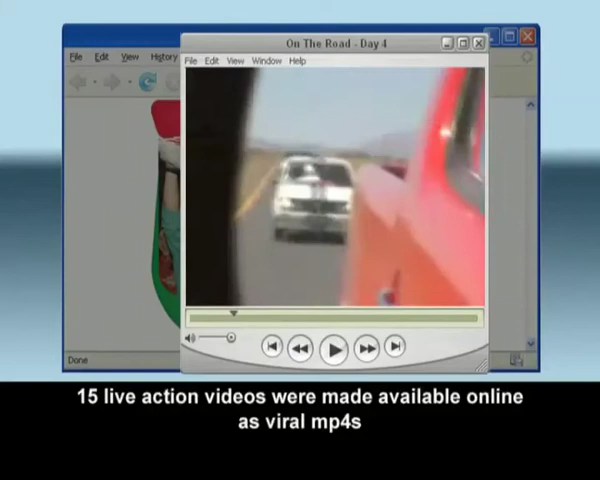 On The Road - Day 4
File Edit View History
File Edit View Window Help
Done
15 live action videos were made available online
as viral mp4s